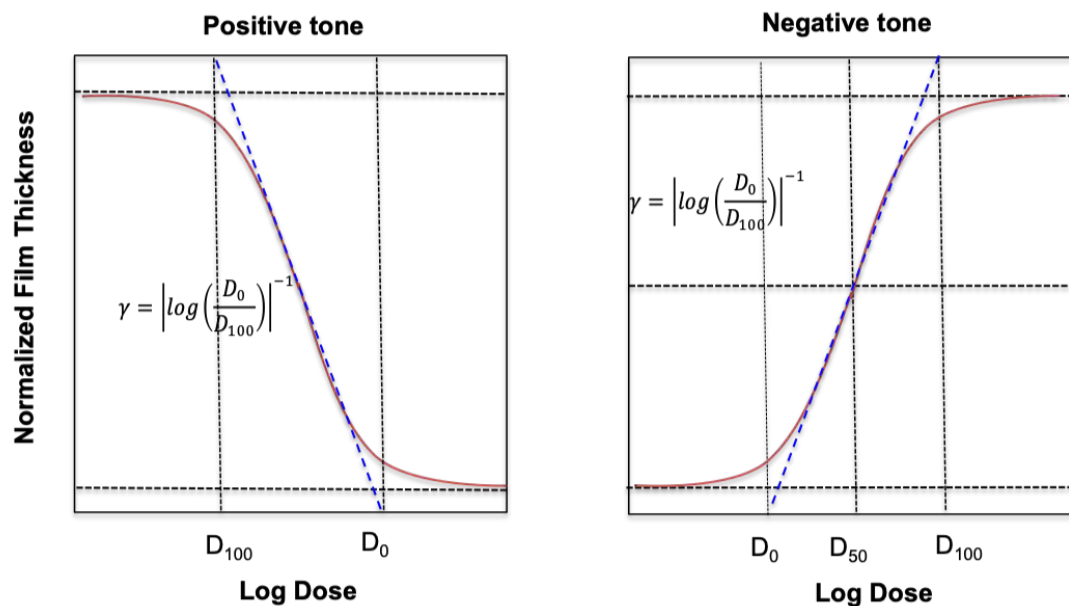 Positive tone
Normalized Film Thickness
γ = |log(D₀/D₁₀₀)|⁻¹
D₁₀₀ D₀
Log Dose
Negative tone
γ = |log(D₀/D₁₀₀)|⁻¹
D₀ D₅₀ D₁₀₀
Log Dose